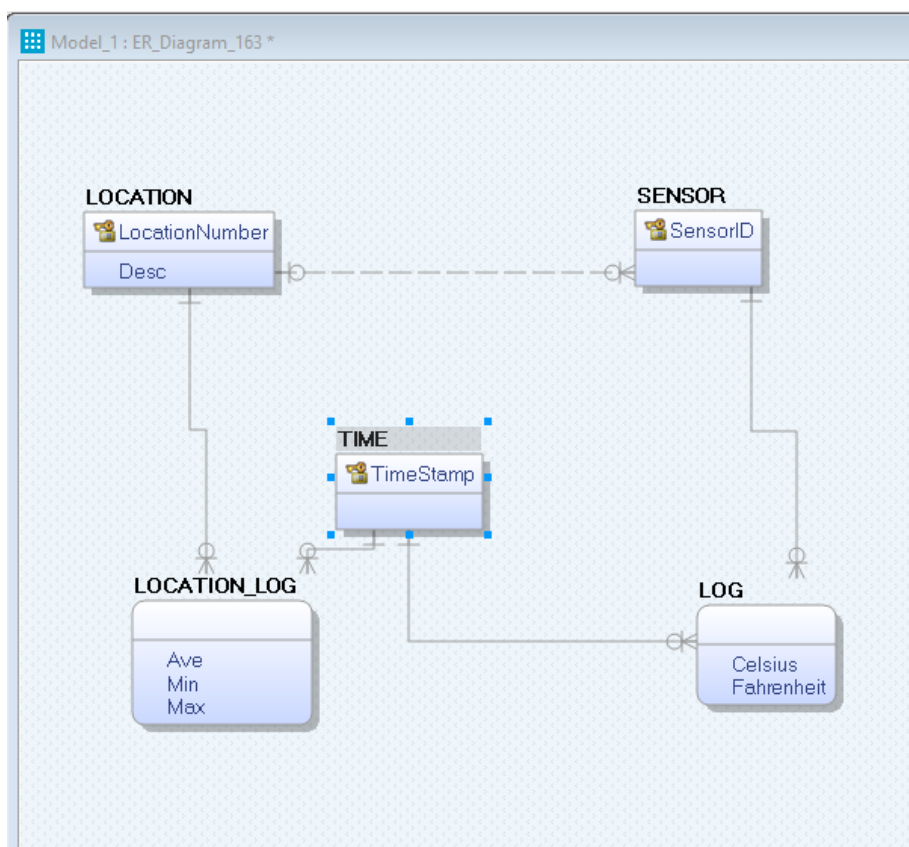 Model_1 : ER_Diagram_163 *
LOCATION
LocationNumber
Desc
SENSOR
SensorID
TIME
TimeStamp
LOCATION_LOG
Ave
Min
Max
LOG
Celsius
Fahrenheit